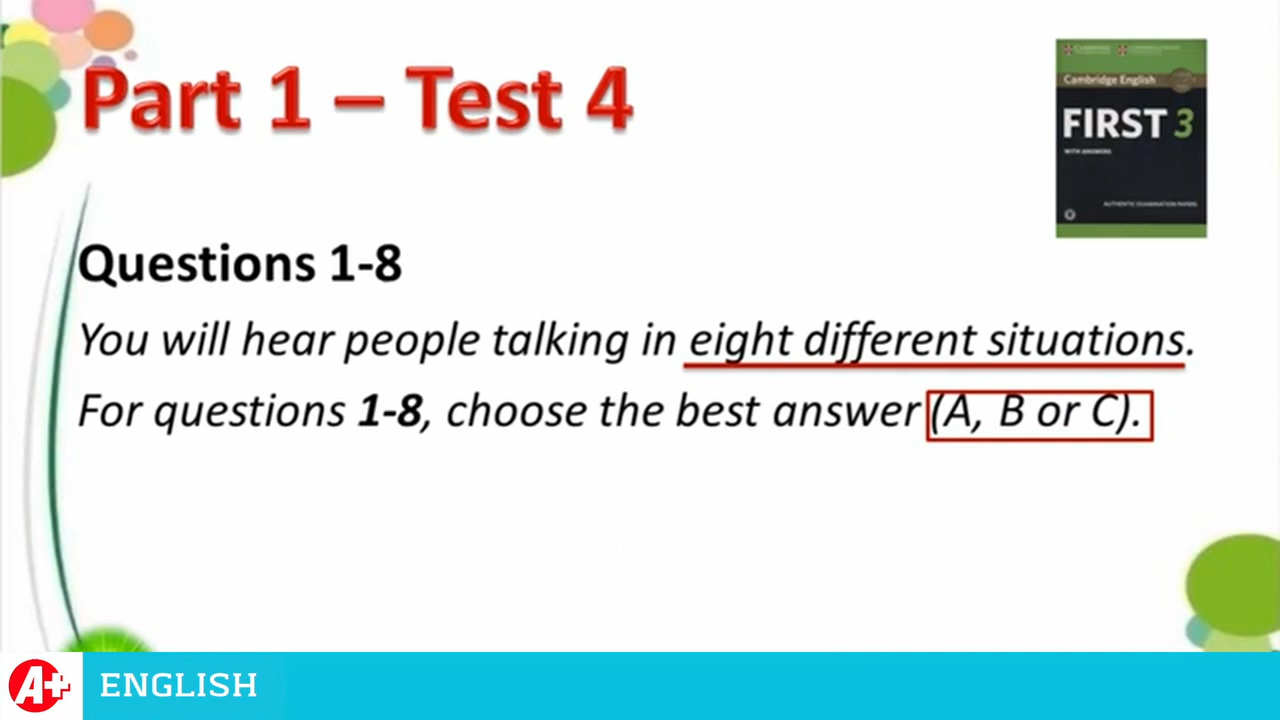 Part 1 – Test 4
Cambridge English
FIRST 3
WITH ANSWERS
AUTHENTIC EXAMINATION PAPERS
Questions 1-8
You will hear people talking in eight different situations.
For questions 1-8, choose the best answer (A, B or C).
A+ ENGLISH